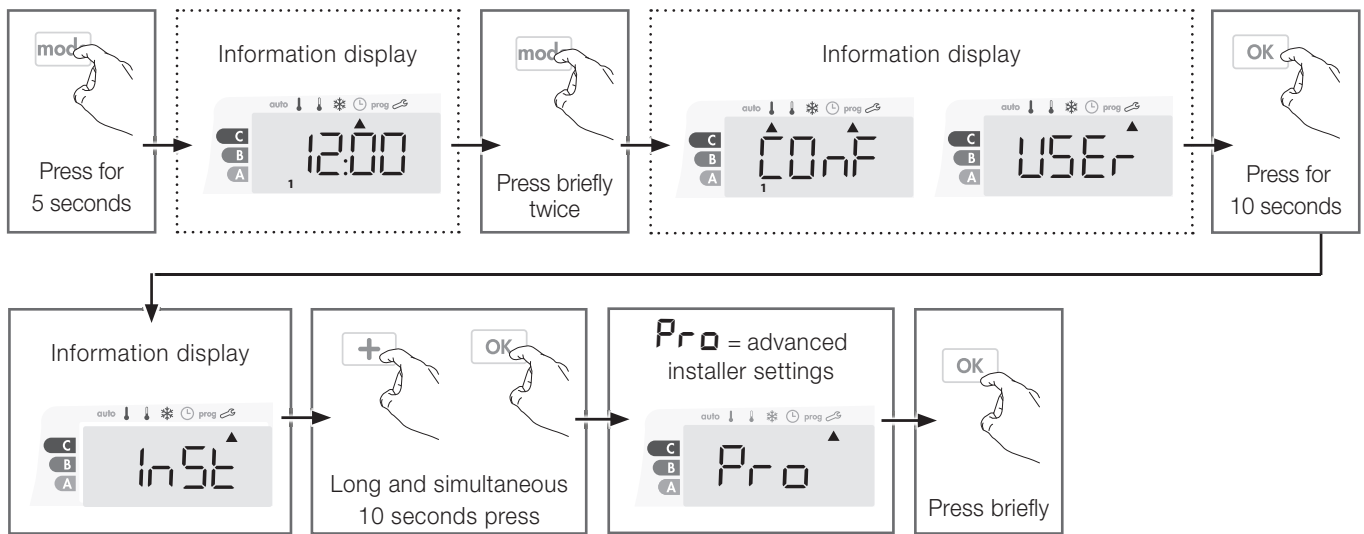 mod
Press for
5 seconds
Information display
auto prog
C
B
A
12:00
1
mod
Press briefly
twice
Information display
auto prog
C
B
A
COnF
1
auto prog
C
B
A
USEr
OK
Press for
10 seconds
Information display
auto prog
C
B
A
InSt
+
OK
Long and simultaneous
10 seconds press
Pro = advanced
installer settings
auto prog
C
B
A
Pro
OK
Press briefly